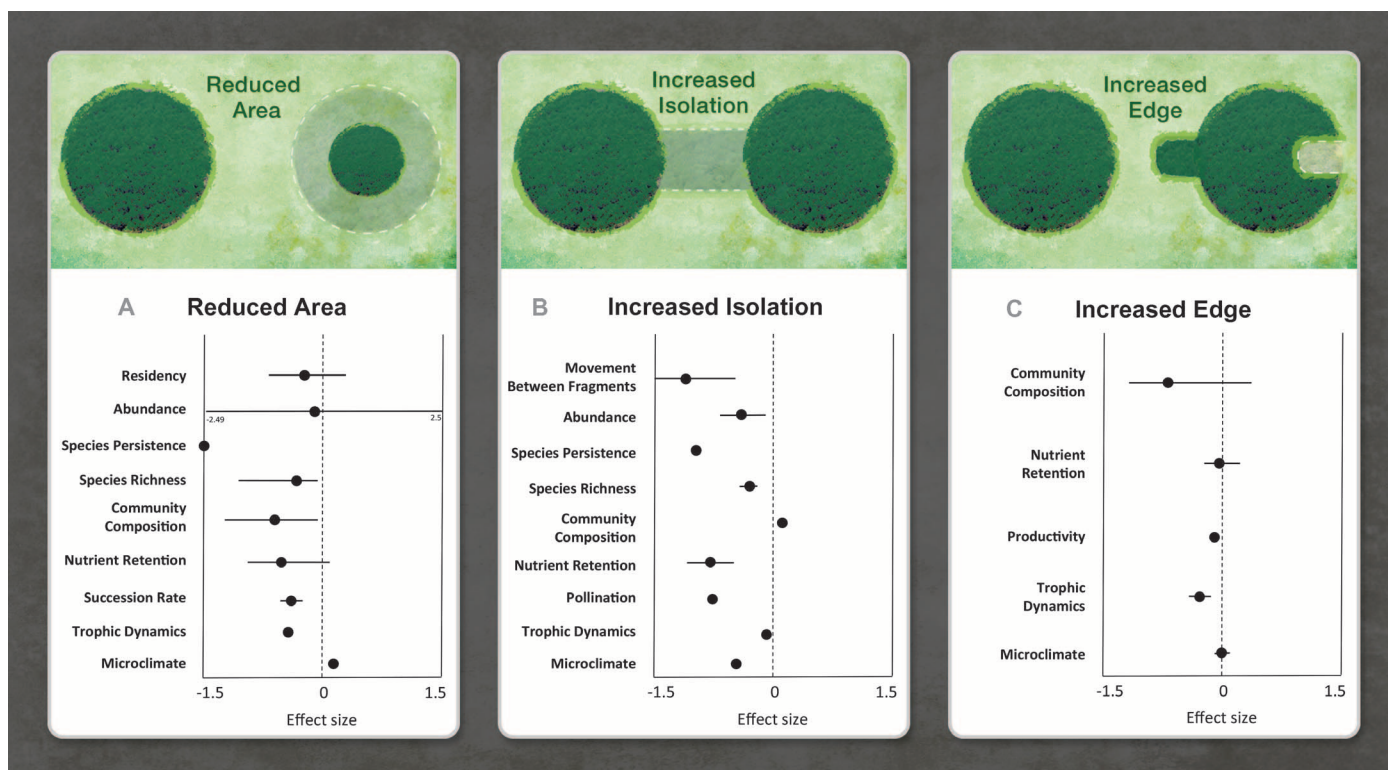 Reduced
Area
Increased
Isolation
Increased
Edge
A Reduced Area
Residency
Abundance
-2.49 2.5
Species Persistence
Species Richness
Community
Composition
Nutrient Retention
Succession Rate
Trophic Dynamics
Microclimate
-1.5 0 1.5
Effect size
B Increased Isolation
Movement
Between Fragments
Abundance
Species Persistence
Species Richness
Community
Composition
Nutrient Retention
Pollination
Trophic Dynamics
Microclimate
-1.5 0 1.5
Effect size
C Increased Edge
Community
Composition
Nutrient
Retention
Productivity
Trophic
Dynamics
Microclimate
-1.5 0 1.5
Effect size